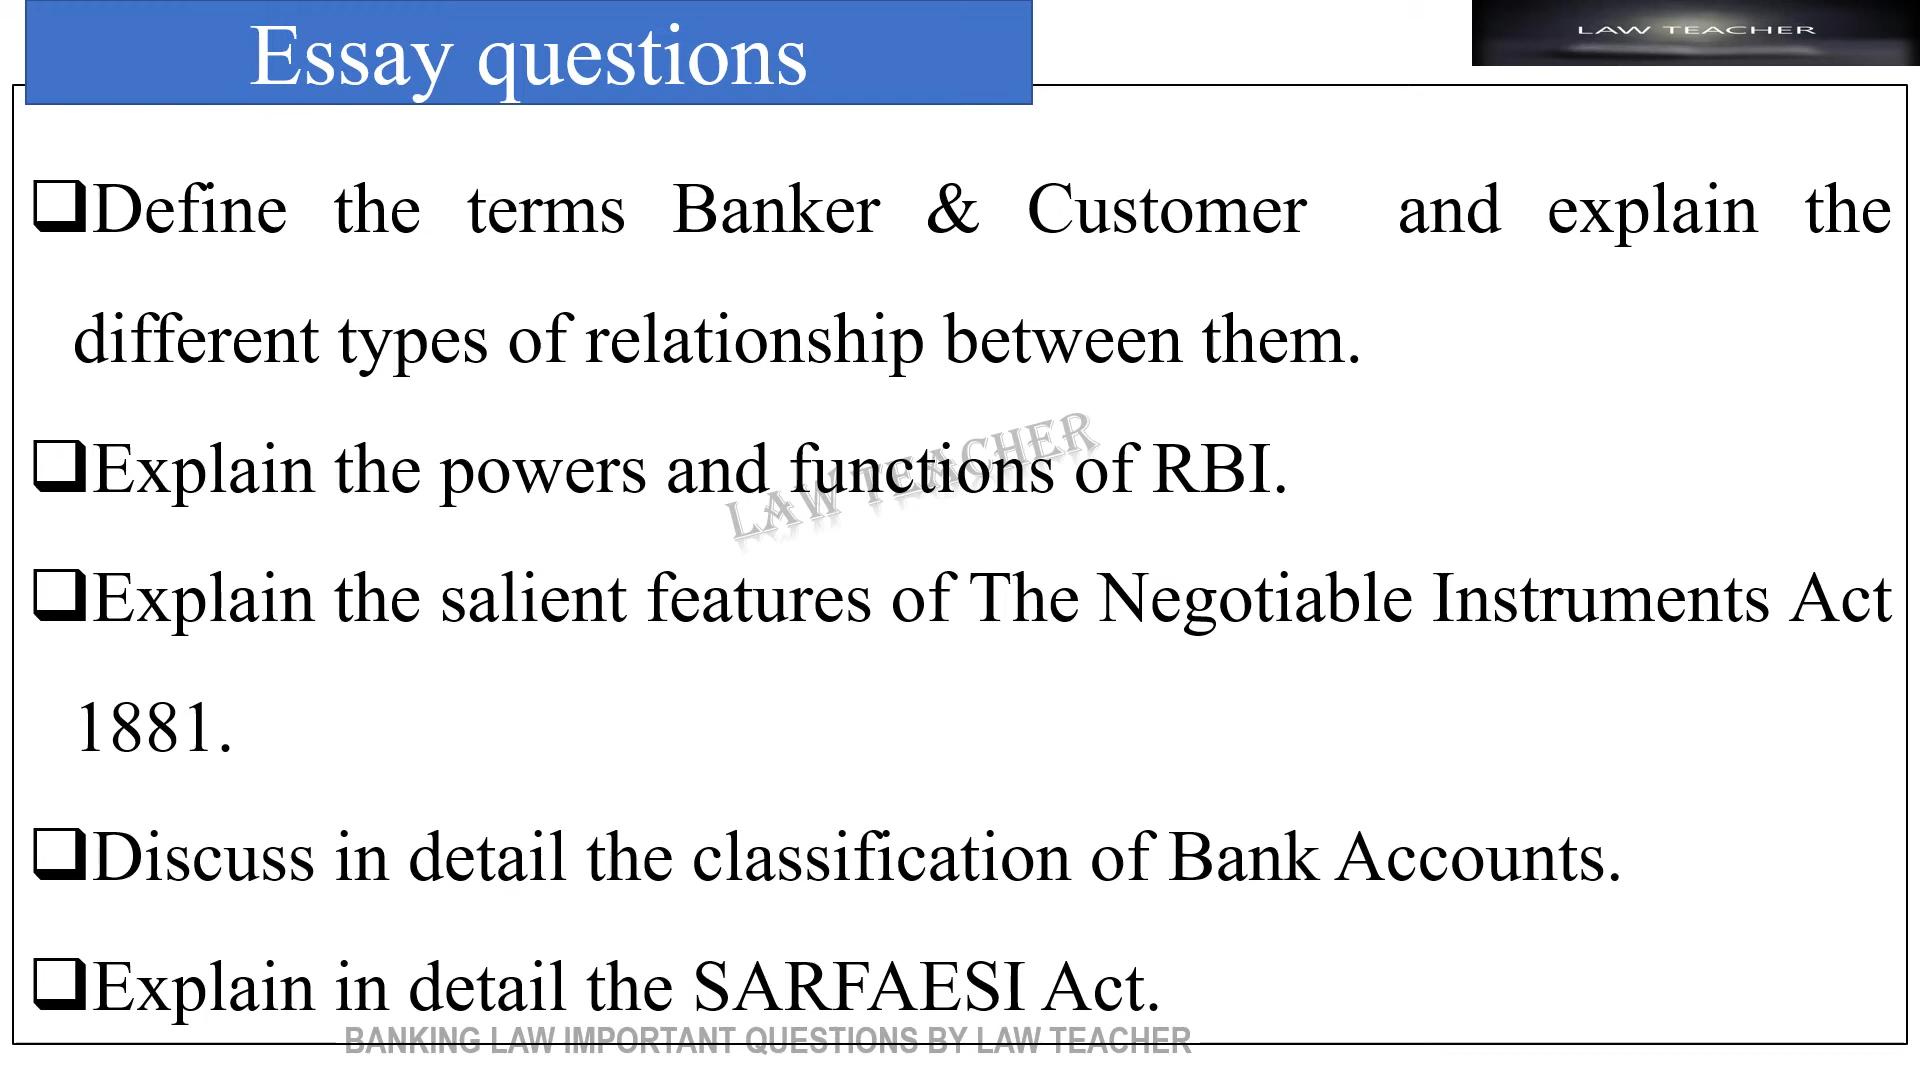 Essay questions
LAW TEACHER
❑Define the terms Banker & Customer and explain the
different types of relationship between them.
❑Explain the powers and functions of RBI.
LAW TEACHER
❑Explain the salient features of The Negotiable Instruments Act
1881.
❑Discuss in detail the classification of Bank Accounts.
❑Explain in detail the SARFAESI Act.
BANKING LAW IMPORTANT QUESTIONS BY LAW TEACHER